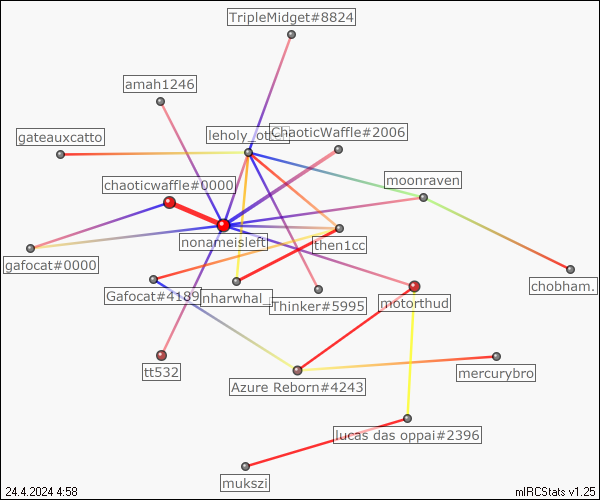 TripleMidget#8824
amah1246
leholy_ot
ChaoticWaffle#2006
gateauxcatto
moonraven
chaoticwaffle#0000
nonameisleft
then1cc
gafocat#0000
chobham.
Gafocat#4189
nharwhal_
Thinker#5995
motorthud
tt532
mercurybro
Azure Reborn#4243
lucas das oppai#2396
mukszi
24.4.2024 4:58
mIRCStats v1.25